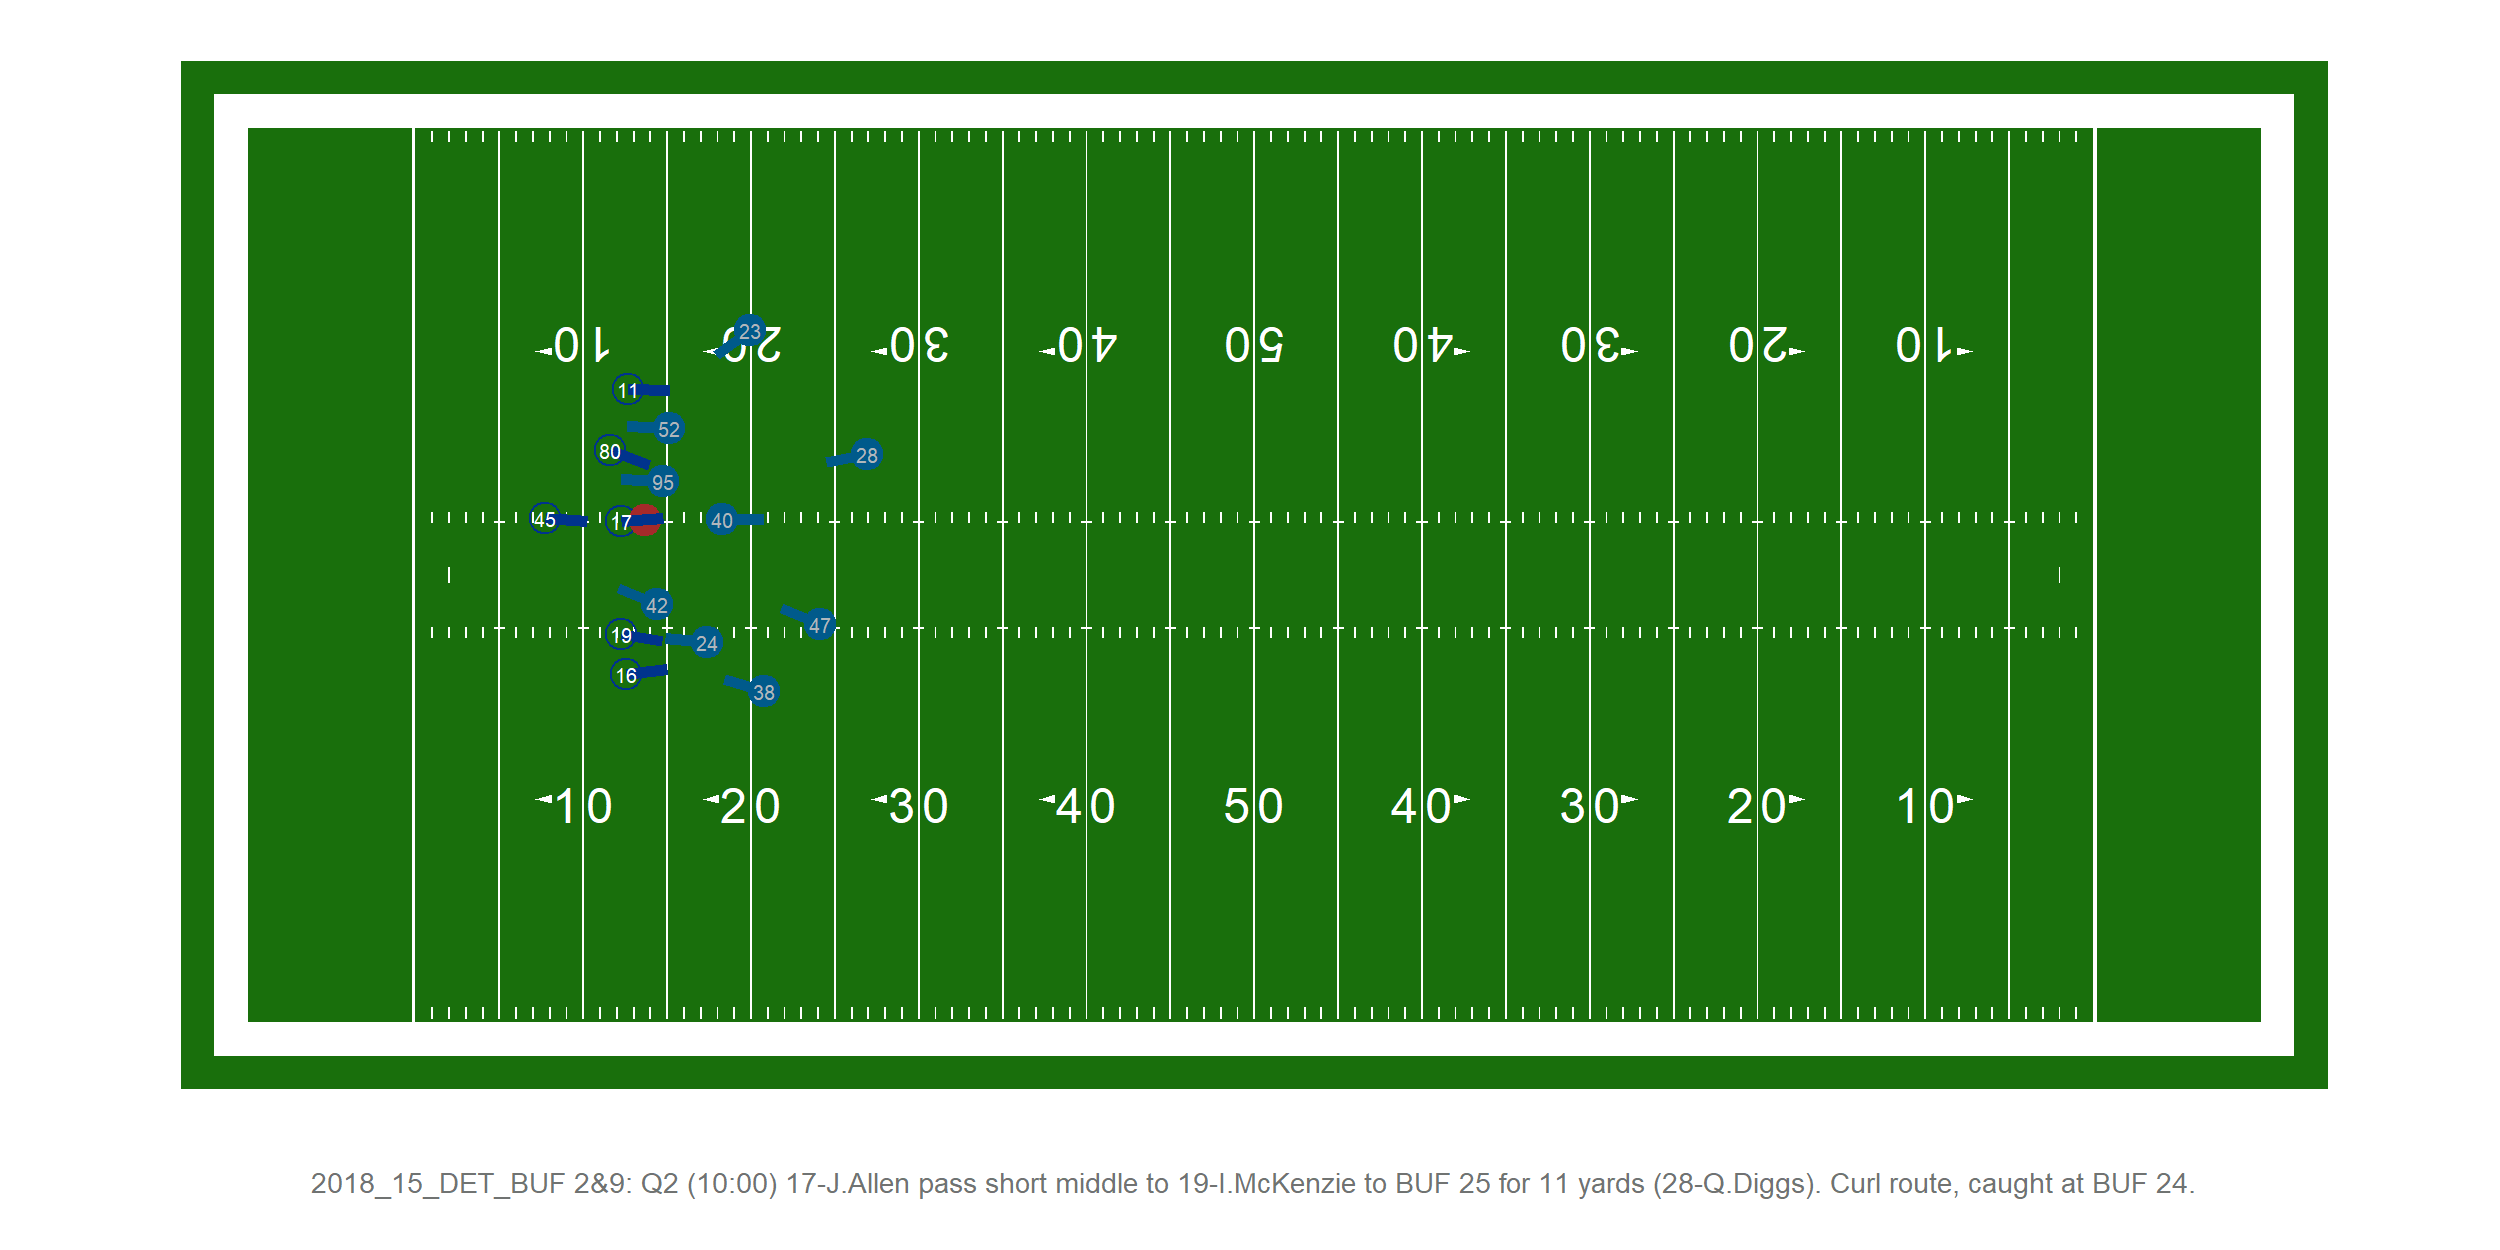 10 20 30 40 50 40 30 20 10
23
11
52
80
28
95
45 17 40
42
19 24 47
16
38
10 20 30 40 50 40 30 20 10
2018_15_DET_BUF 2&9: Q2 (10:00) 17-J.Allen pass short middle to 19-I.McKenzie to BUF 25 for 11 yards (28-Q.Diggs). Curl route, caught at BUF 24.